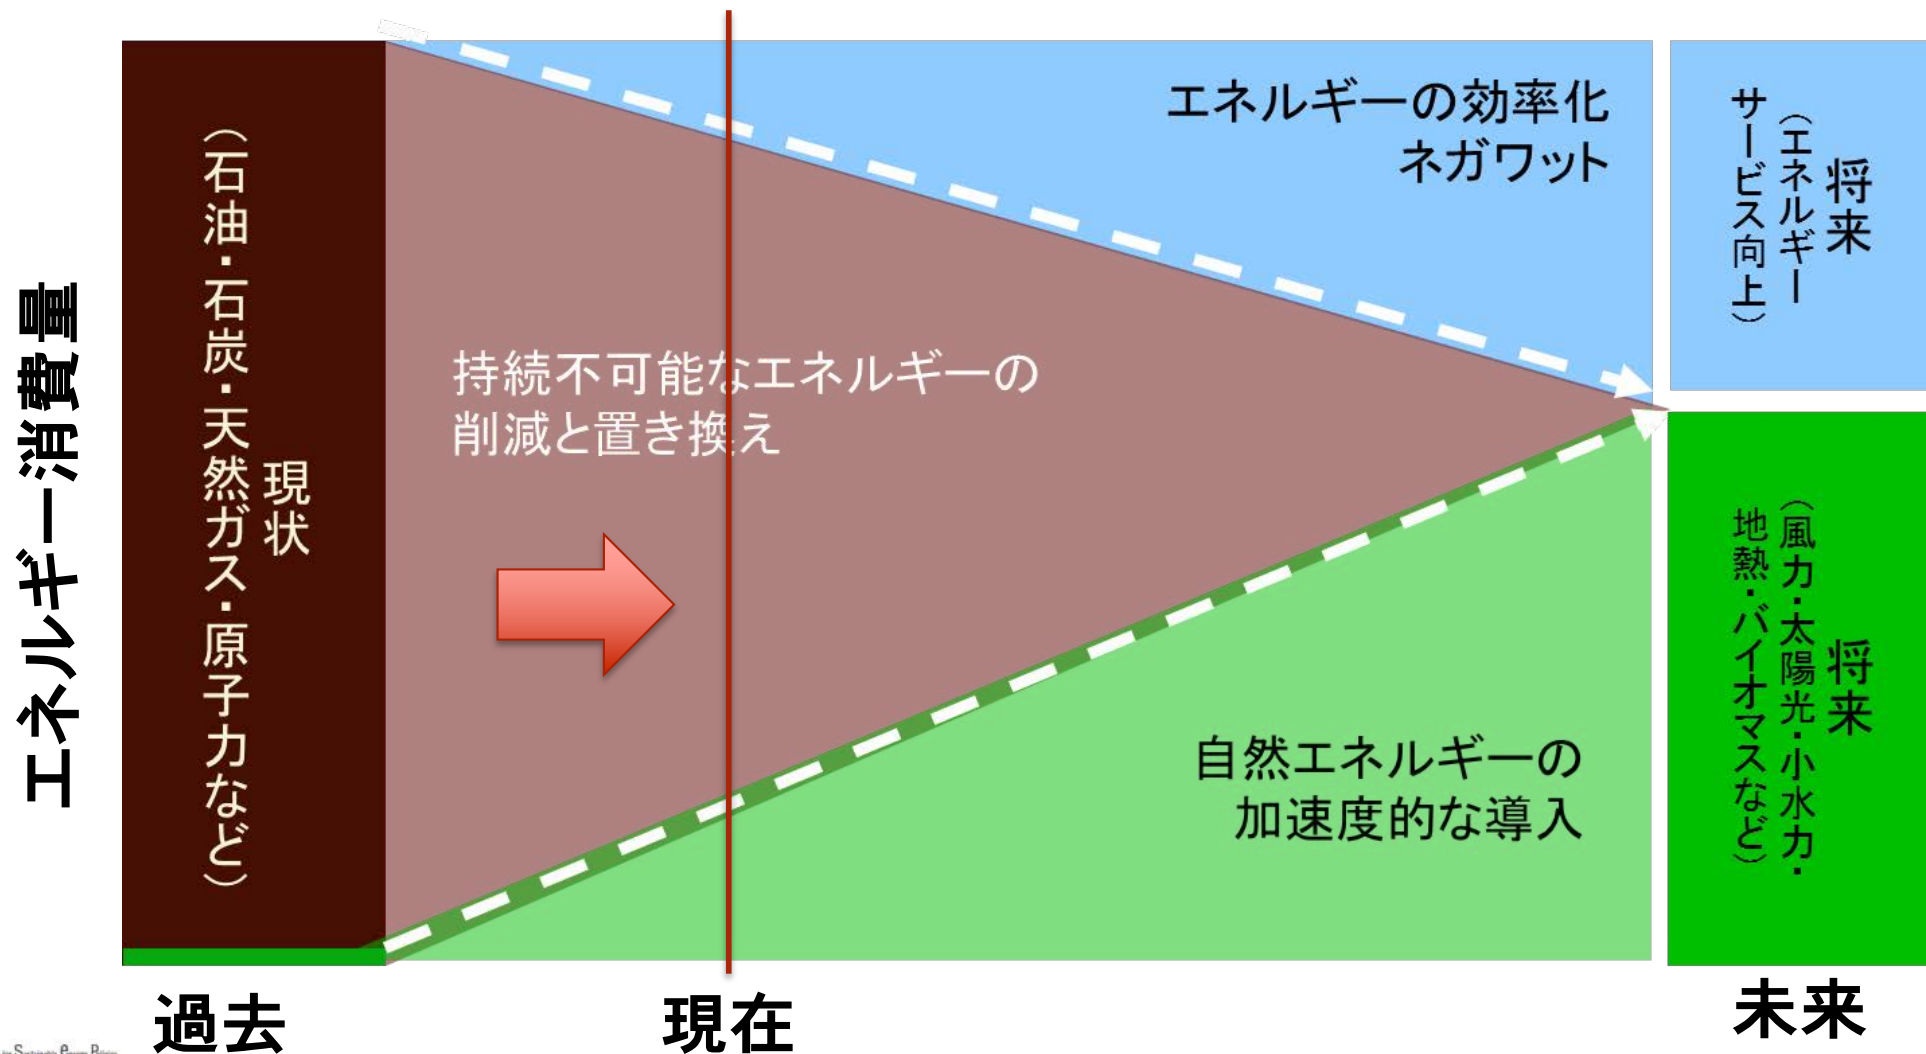 エネルギー消費量
現状
（石油・石炭・天然ガス・原子力など）
持続不可能なエネルギーの
削減と置き換え
エネルギーの効率化
ネガワット
自然エネルギーの
加速度的な導入
将来
（エネルギー
サービス向上）
将来
（風力・太陽光・小水力・
地熱・バイオマスなど）
過去
現在
未来